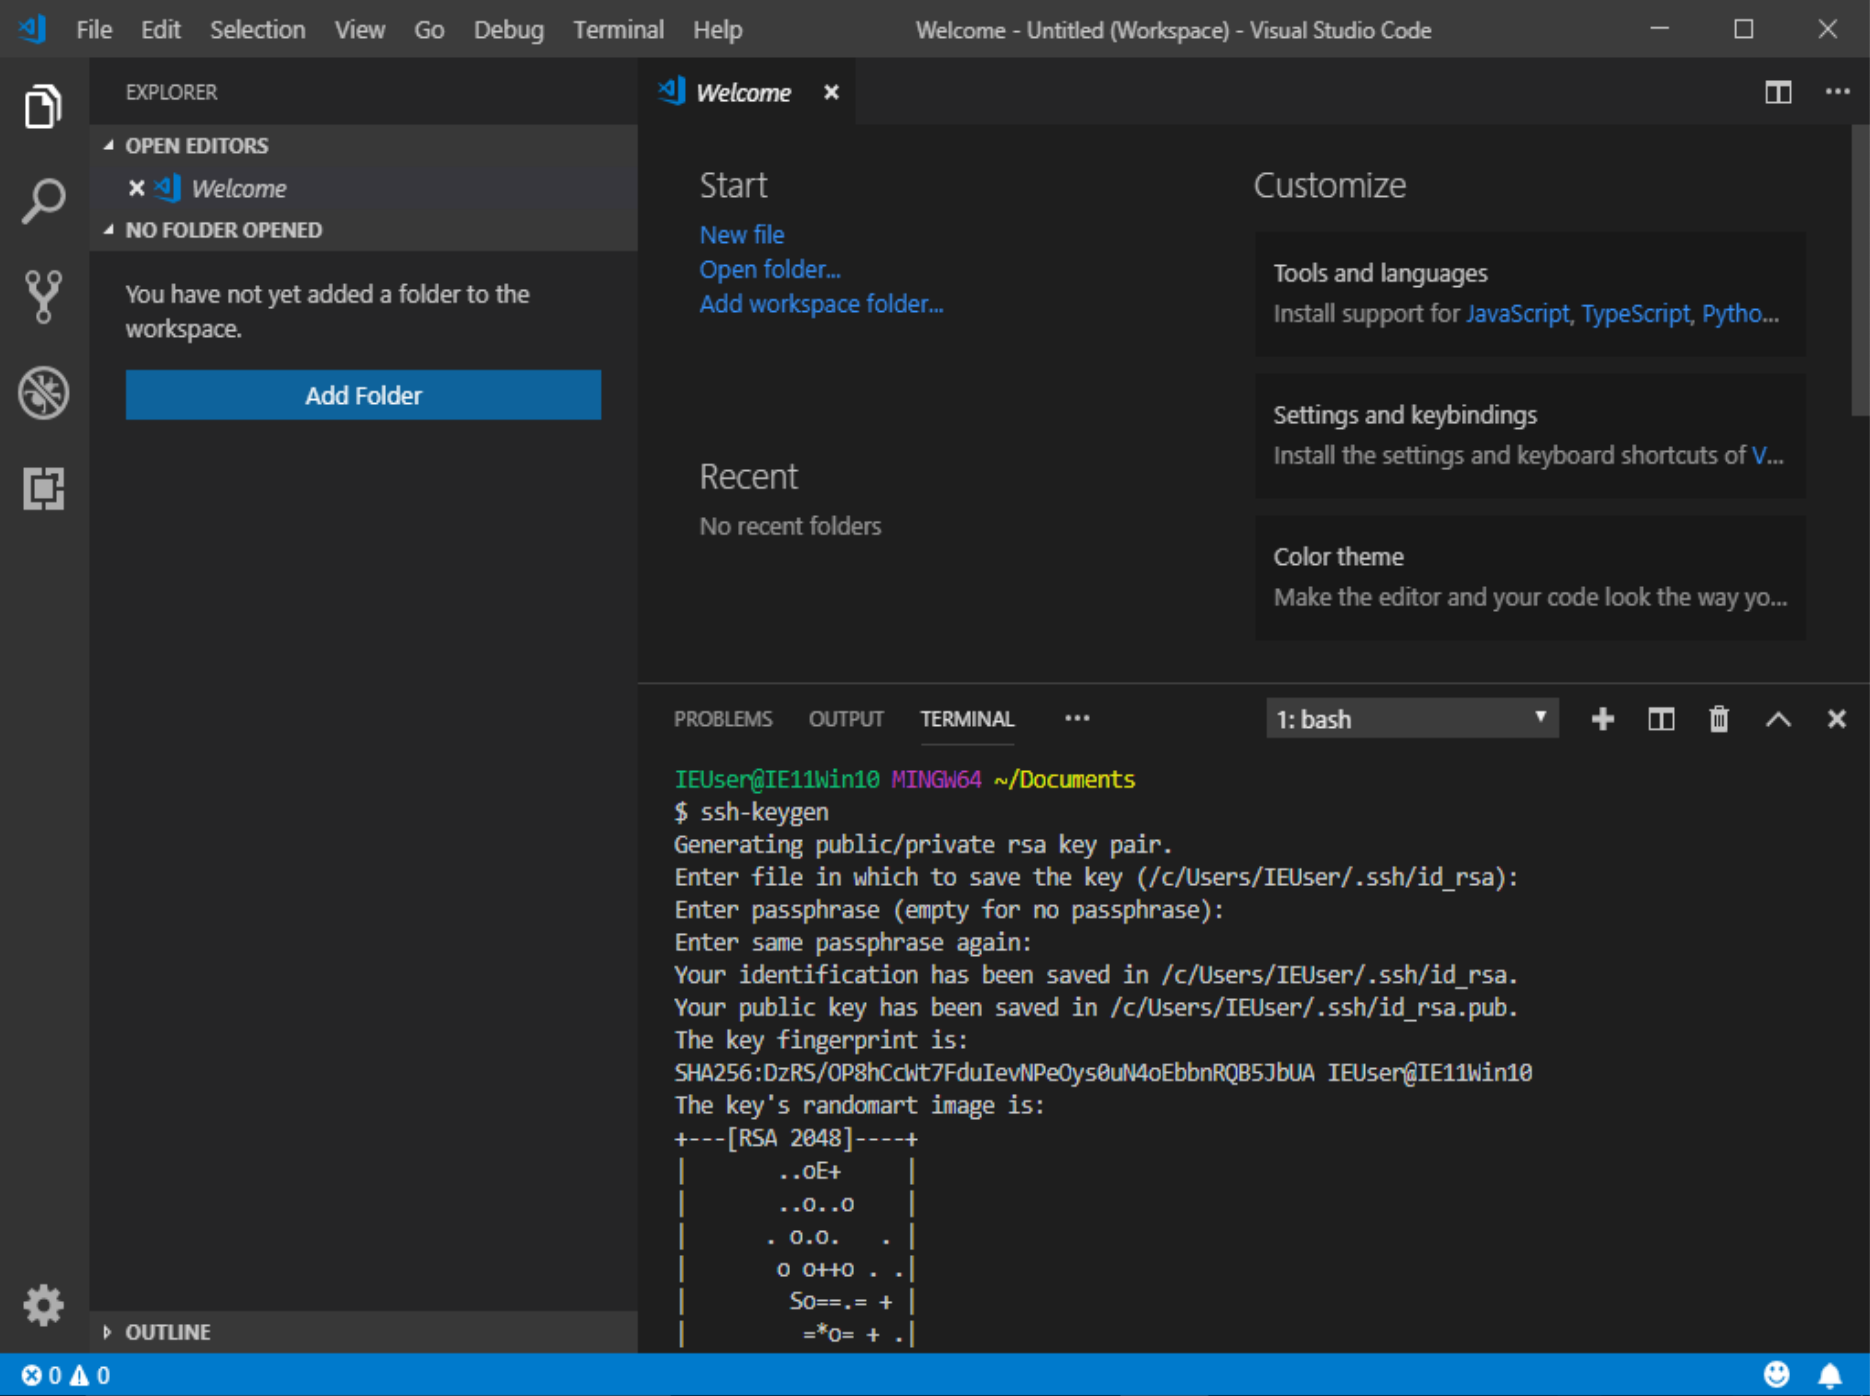 File Edit Selection View Go Debug Terminal Help Welcome - Untitled (Workspace) - Visual Studio Code
EXPLORER
OPEN EDITORS
Welcome
NO FOLDER OPENED
You have not yet added a folder to the
workspace.
Add Folder
OUTLINE
Welcome
Start
New file
Open folder...
Add workspace folder...
Recent
No recent folders
Customize
Tools and languages
Install support for JavaScript, TypeScript, Pytho...
Settings and keybindings
Install the settings and keyboard shortcuts of V...
Color theme
Make the editor and your code look the way yo...
PROBLEMS OUTPUT TERMINAL ... 1: bash
IEUser@IE11Win10 MINGW64 ~/Documents
$ ssh-keygen
Generating public/private rsa key pair.
Enter file in which to save the key (/c/Users/IEUser/.ssh/id_rsa):
Enter passphrase (empty for no passphrase):
Enter same passphrase again:
Your identification has been saved in /c/Users/IEUser/.ssh/id_rsa.
Your public key has been saved in /c/Users/IEUser/.ssh/id_rsa.pub.
The key fingerprint is:
SHA256:DzRS/OP8hCcWt7FduIevNPeOys0uN4oEbbnRQB5JbUA IEUser@IE11Win10
The key's randomart image is:
+---[RSA 2048]----+
|       ..oE+     |
|       ..o..o    |
|      . o.o.   . |
|       o o++o . .|
|        So==.= + |
|         =*o= + .|
0 0